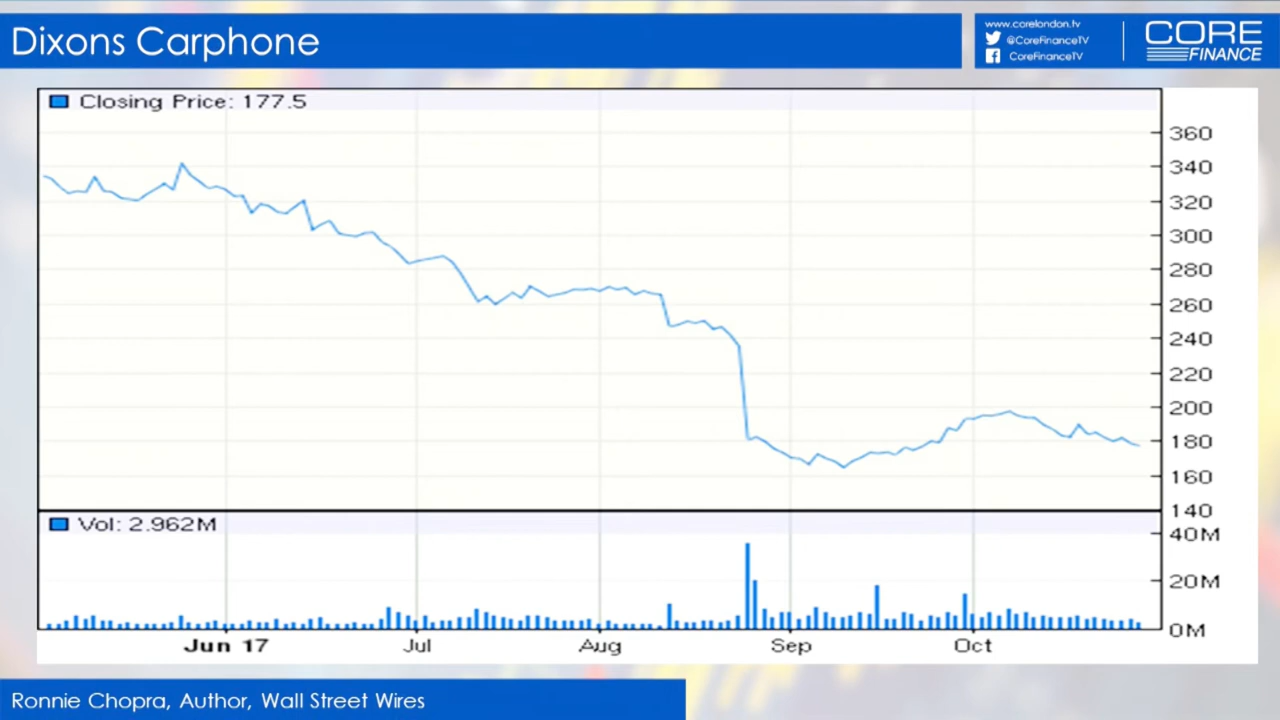 Dixons Carphone
www.corelondon.tv
@CoreFinanceTV
CoreFinanceTV
CORE
FINANCE
Closing Price: 177.5
360
340
320
300
280
260
240
220
200
180
160
140
Vol: 2.962M
40M
20M
0M
Jun 17 Jul Aug Sep Oct
Ronnie Chopra, Author, Wall Street Wires